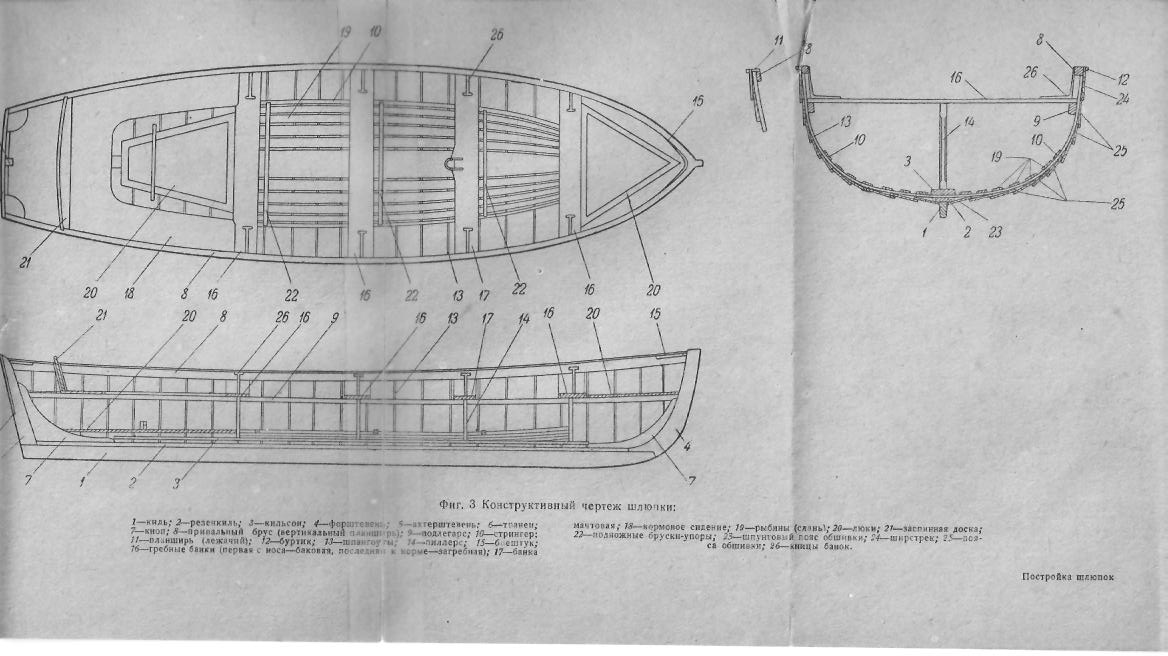 19 10 26 11 8 8 12
16 26 24
15 9
13 14
10 10 25
3 19
25
21 1 2 23
20 18 8 16 22 16 22 13 17 22 16 20
21 20 8 26 16 9 16 13 17 14 16 20 15
4
7 1 2 3 7
Фиг. 3 Конструктивный чертеж шлюпки:
1—киль; 2—резенкиль; 3—кильсон; 4—форштевень; 5—ахтерштевень; 6—транец;
7—кноп; 8—привальный брус (вертикальный планширь); 9—подлегарс; 10—стрингер;
11—планширь (лежачий); 12—буртик; 13—шпангоуты; 14—пиллерс; 15—брештук;
16—гребные банки (первая с носа—баковая, последняя к корме—загребная); 17—банка
мачтовая; 18—кормовое сидение; 19—рыбины (слань); 20—люки; 21—заспинная доска;
22—подножные бруски-упоры; 23—шпунтовый пояс обшивки; 24—ширстрек; 25—поя-
са обшивки; 26—кницы банок.
Постройка шлюпок